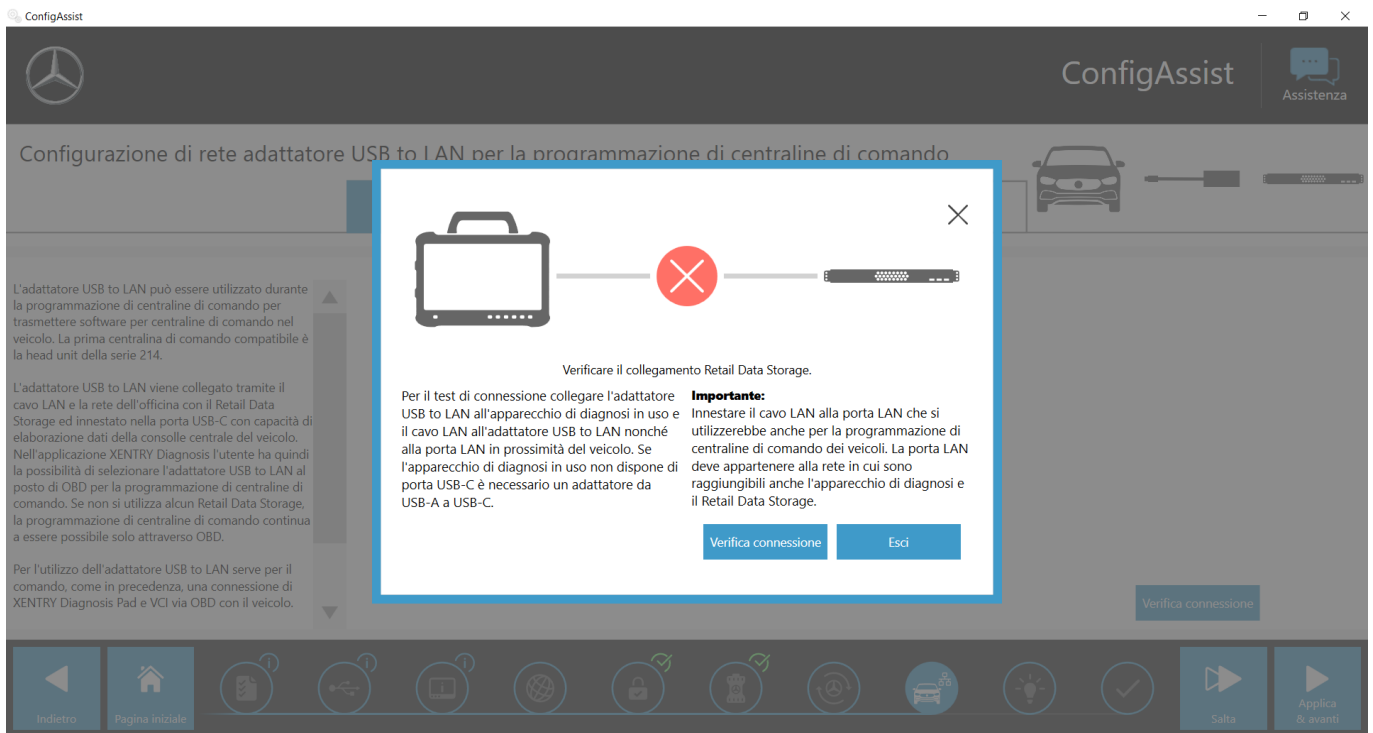 ConfigAssist
ConfigAssist
Assistenza
Configurazione di rete adattatore USB to LAN per la programmazione di centraline di comando
L'adattatore USB to LAN può essere utilizzato durante
la programmazione di centraline di comando per
trasmettere software per centraline di comando nel
veicolo. La prima centralina di comando compatibile è
la head unit della serie 214.
L'adattatore USB to LAN viene collegato tramite il
cavo LAN e la rete dell'officina con il Retail Data
Storage ed innestato nella porta USB-C con capacità di
elaborazione dati della consolle centrale del veicolo.
Nell'applicazione XENTRY Diagnosis l'utente ha quindi
la possibilità di selezionare l'adattatore USB to LAN al
posto di OBD per la programmazione di centraline di
comando. Se non si utilizza alcun Retail Data Storage,
la programmazione di centraline di comando continua
a essere possibile solo attraverso OBD.
Per l'utilizzo dell'adattatore USB to LAN serve per il
comando, come in precedenza, una connessione di
XENTRY Diagnosis Pad e VCI via OBD con il veicolo.
Verificare il collegamento Retail Data Storage.
Per il test di connessione collegare l'adattatore
USB to LAN all'apparecchio di diagnosi in uso e
il cavo LAN all'adattatore USB to LAN nonché
alla porta LAN in prossimità del veicolo. Se
l'apparecchio di diagnosi in uso non dispone di
porta USB-C è necessario un adattatore da
USB-A a USB-C.
Importante:
Innestare il cavo LAN alla porta LAN che si
utilizzerebbe anche per la programmazione di
centraline di comando dei veicoli. La porta LAN
deve appartenere alla rete in cui sono
raggiungibili anche l'apparecchio di diagnosi e
il Retail Data Storage.
Verifica connessione
Esci
Verifica connessione
Indietro
Pagina iniziale
Salta
Applica
& avanti